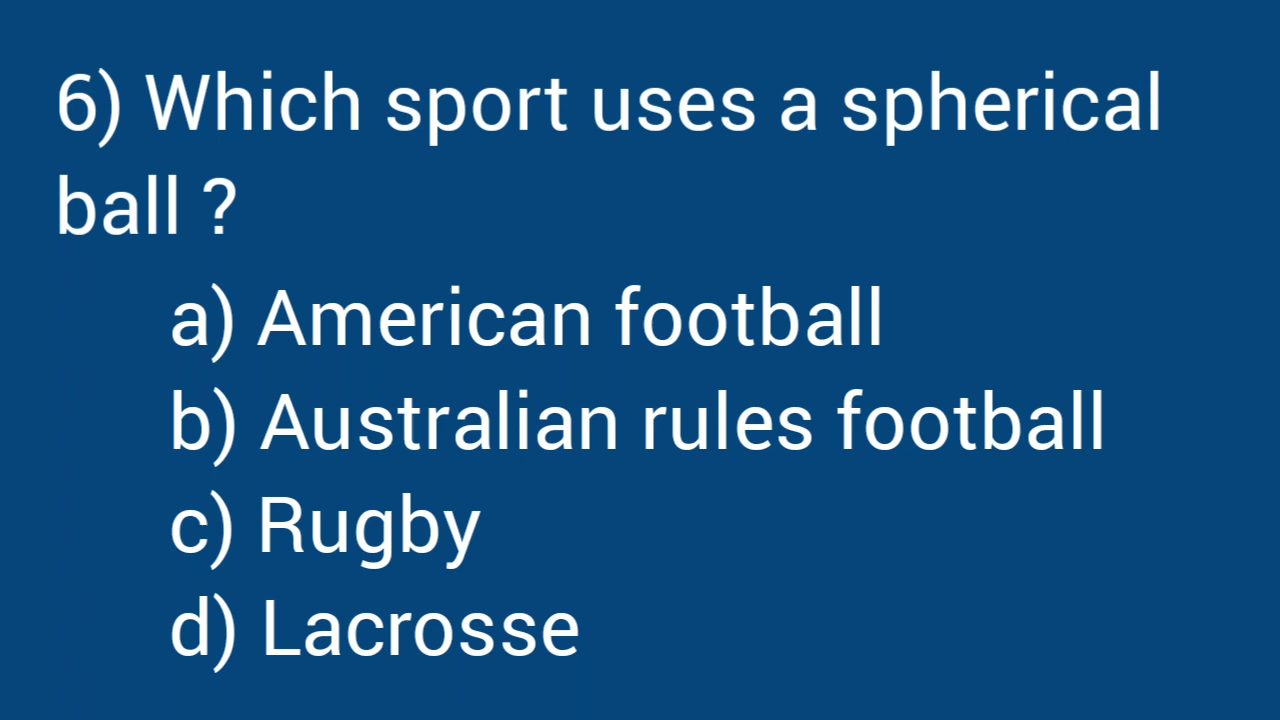 6) Which sport uses a spherical
ball ?
a) American football
b) Australian rules football
c) Rugby
d) Lacrosse